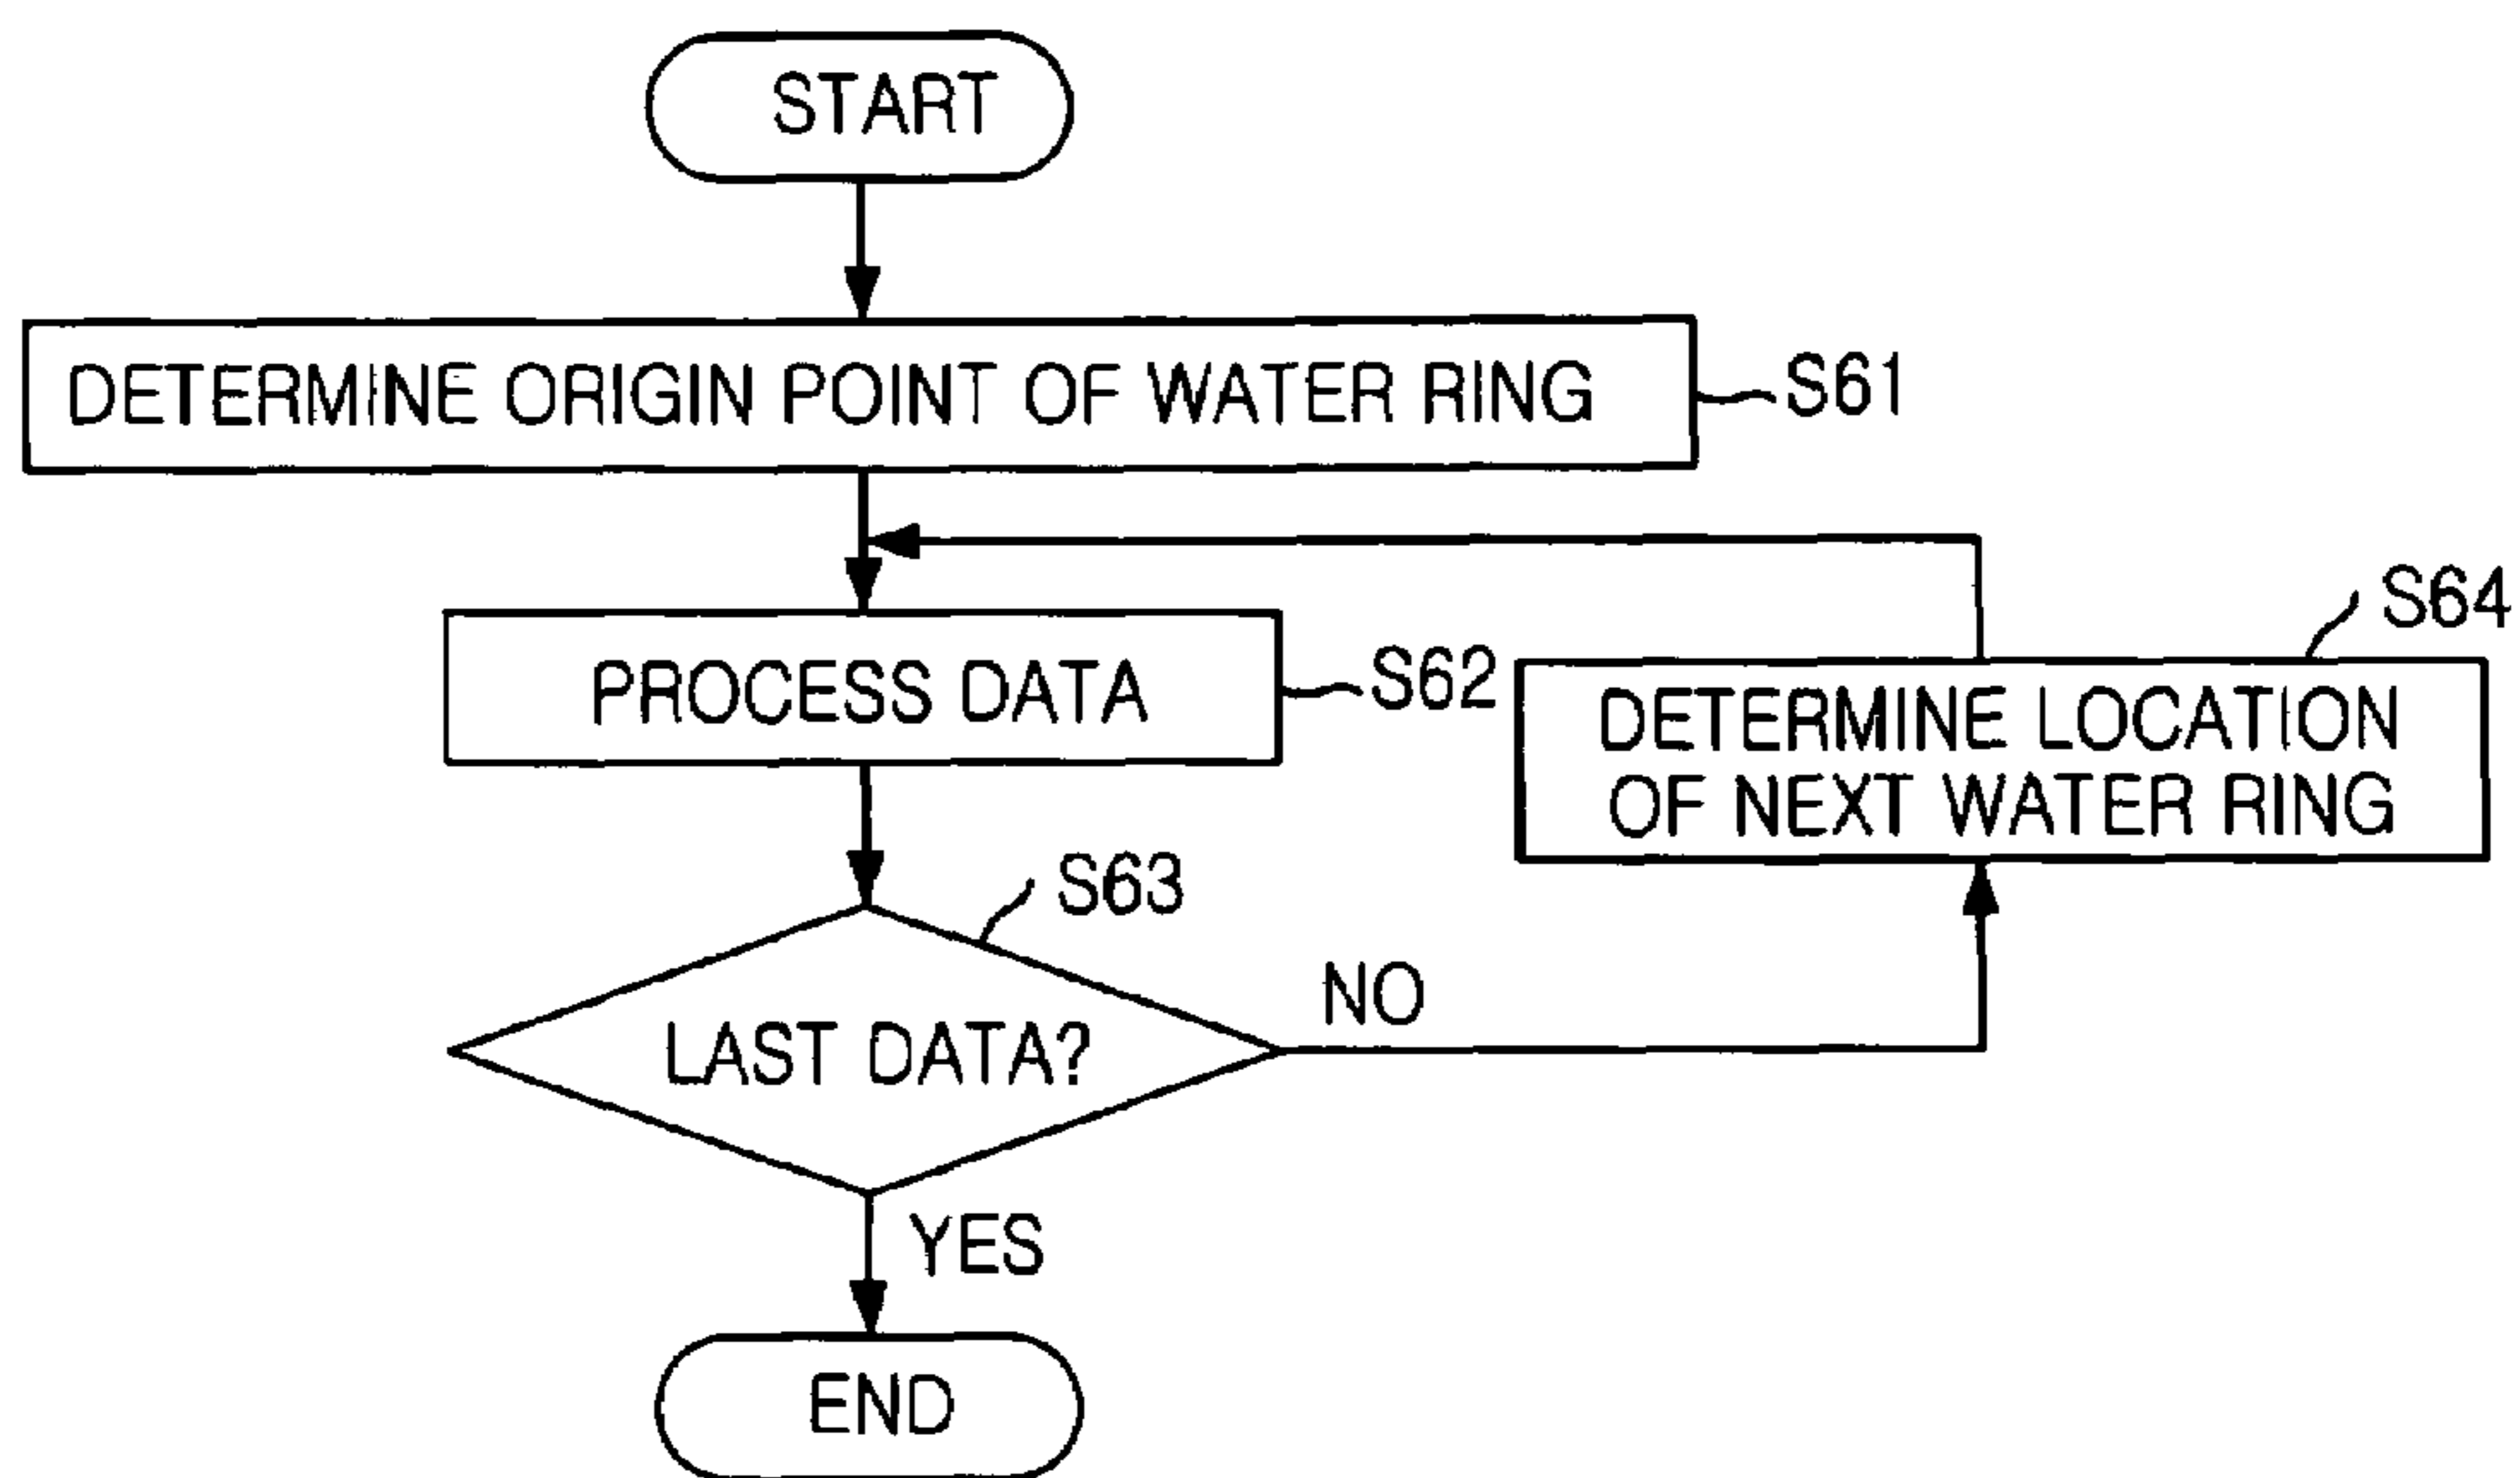 START
DETERMINE ORIGIN POINT OF WATER RING
S61
PROCESS DATA
S62
S64
DETERMINE LOCATION
OF NEXT WATER RING
S63
LAST DATA?
NO
YES
END